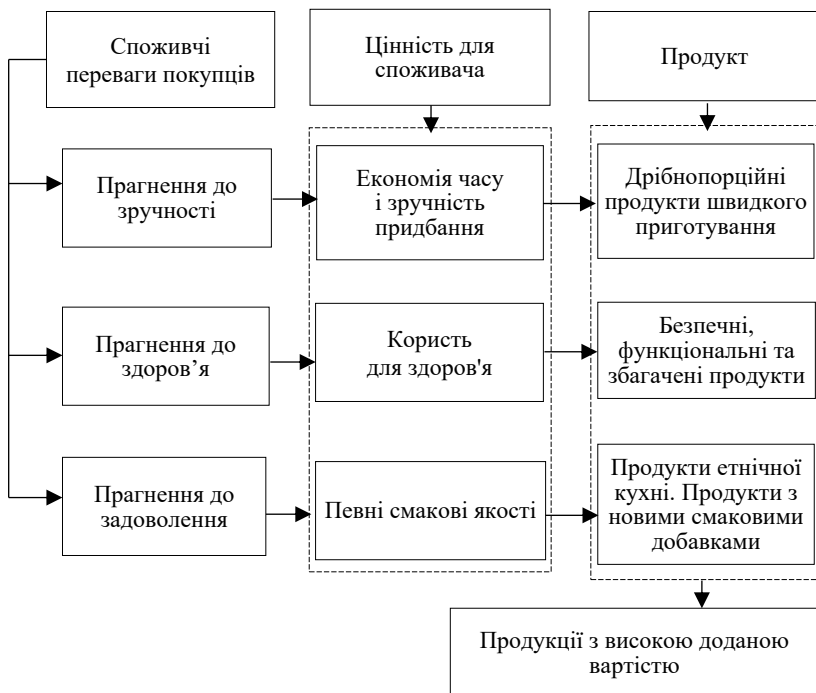 Споживчі
переваги покупців
Цінність для
споживача
Продукт
Прагнення до
зручності
Економія часу
і зручність
придбання
Дрібнопорційні
продукти швидкого
приготування
Прагнення до
здоров’я
Користь
для здоров'я
Безпечні,
функціональні та
збагачені продукти
Прагнення до
задоволення
Певні смакові якості
Продукти етнічної
кухні. Продукти з
новими смаковими
добавками
Продукції з високою доданою
вартістю